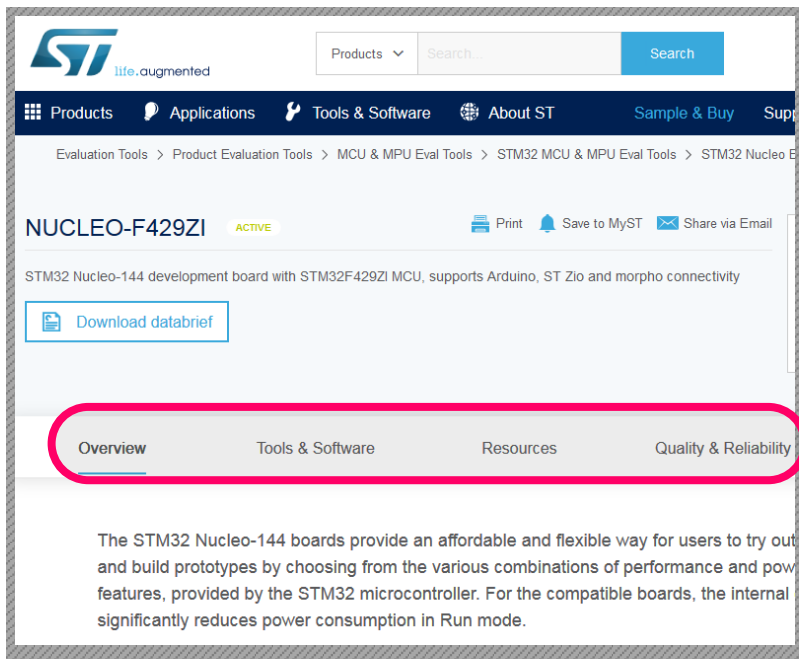 ST life.augmented
Products Search... Search
Products Applications Tools & Software About ST Sample & Buy Supp
Evaluation Tools > Product Evaluation Tools > MCU & MPU Eval Tools > STM32 MCU & MPU Eval Tools > STM32 Nucleo E
NUCLEO-F429ZI ACTIVE Print Save to MyST Share via Email
STM32 Nucleo-144 development board with STM32F429ZI MCU, supports Arduino, ST Zio and morpho connectivity
Download databrief
Overview Tools & Software Resources Quality & Reliability
The STM32 Nucleo-144 boards provide an affordable and flexible way for users to try out
and build prototypes by choosing from the various combinations of performance and pow
features, provided by the STM32 microcontroller. For the compatible boards, the internal
significantly reduces power consumption in Run mode.